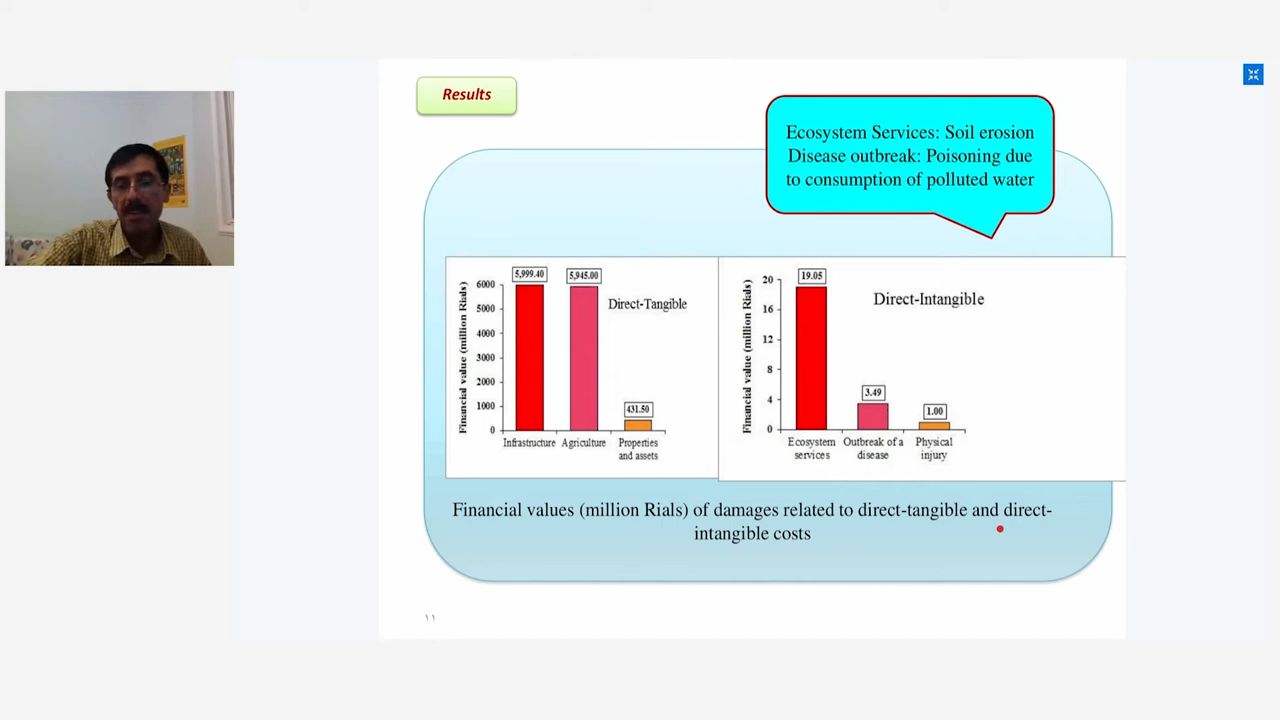 Results
Ecosystem Services: Soil erosion
Disease outbreak: Poisoning due
to consumption of polluted water
Financial value (million Rials)
6000
5000
4000
3000
2000
1000
0
5,999.40
5,945.00
431.50
Direct-Tangible
Infrastructure
Agriculture
Properties
and assets
Financial value (million Rials)
20
16
12
8
4
0
19.05
3.49
1.00
Direct-Intangible
Ecosystem
services
Outbreak of a
disease
Physical
injury
Financial values (million Rials) of damages related to direct-tangible and direct-
intangible costs
۱۱